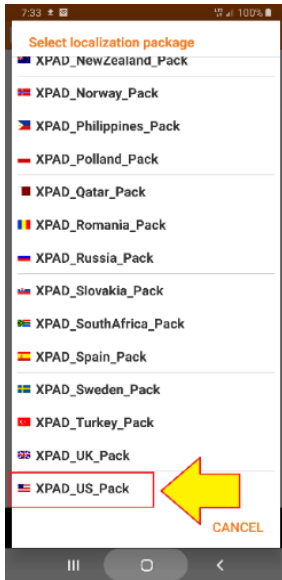 7:33 100%
Select localization package
XPAD_NewZealand_Pack
XPAD_Norway_Pack
XPAD_Philippines_Pack
XPAD_Polland_Pack
XPAD_Qatar_Pack
XPAD_Romania_Pack
XPAD_Russia_Pack
XPAD_Slovakia_Pack
XPAD_SouthAfrica_Pack
XPAD_Spain_Pack
XPAD_Sweden_Pack
XPAD_Turkey_Pack
XPAD_UK_Pack
XPAD_US_Pack
CANCEL